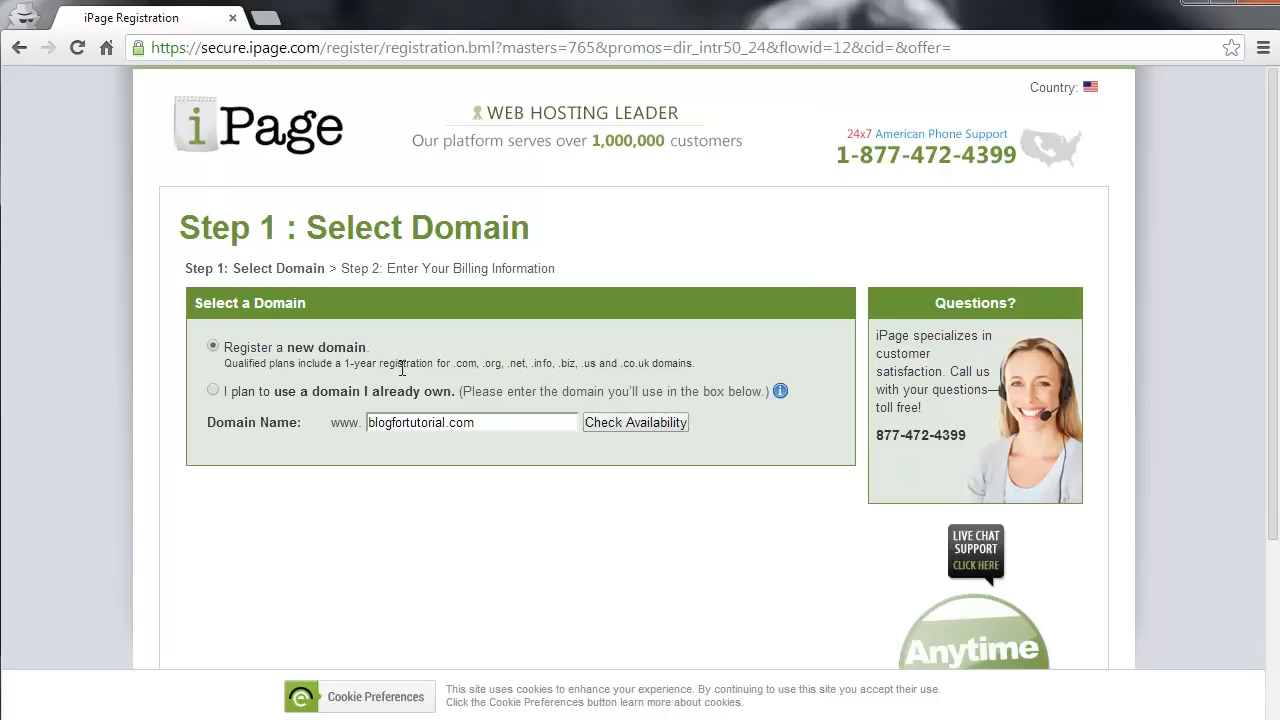 iPage Registration
https://secure.ipage.com/register/registration.bml?masters=765&promos=dir_intr50_24&flowid=12&cid=&offer=
Country:
iPage
WEB HOSTING LEADER
Our platform serves over 1,000,000 customers
24x7 American Phone Support
1-877-472-4399
Step 1 : Select Domain
Step 1: Select Domain > Step 2: Enter Your Billing Information
Select a Domain
Register a new domain.
Qualified plans include a 1-year registration for .com, .org, .net, .info, .biz, .us and .co.uk domains.
I plan to use a domain I already own. (Please enter the domain you'll use in the box below.)
Domain Name: www. blogfortutorial.com Check Availability
Questions?
iPage specializes in
customer
satisfaction. Call us
with your questions—
toll free!
877-472-4399
LIVE CHAT
SUPPORT
CLICK HERE
Anytime
Cookie Preferences
This site uses cookies to enhance your experience. By continuing to use this site you accept their use.
Click the Cookie Preferences button learn more about cookies.